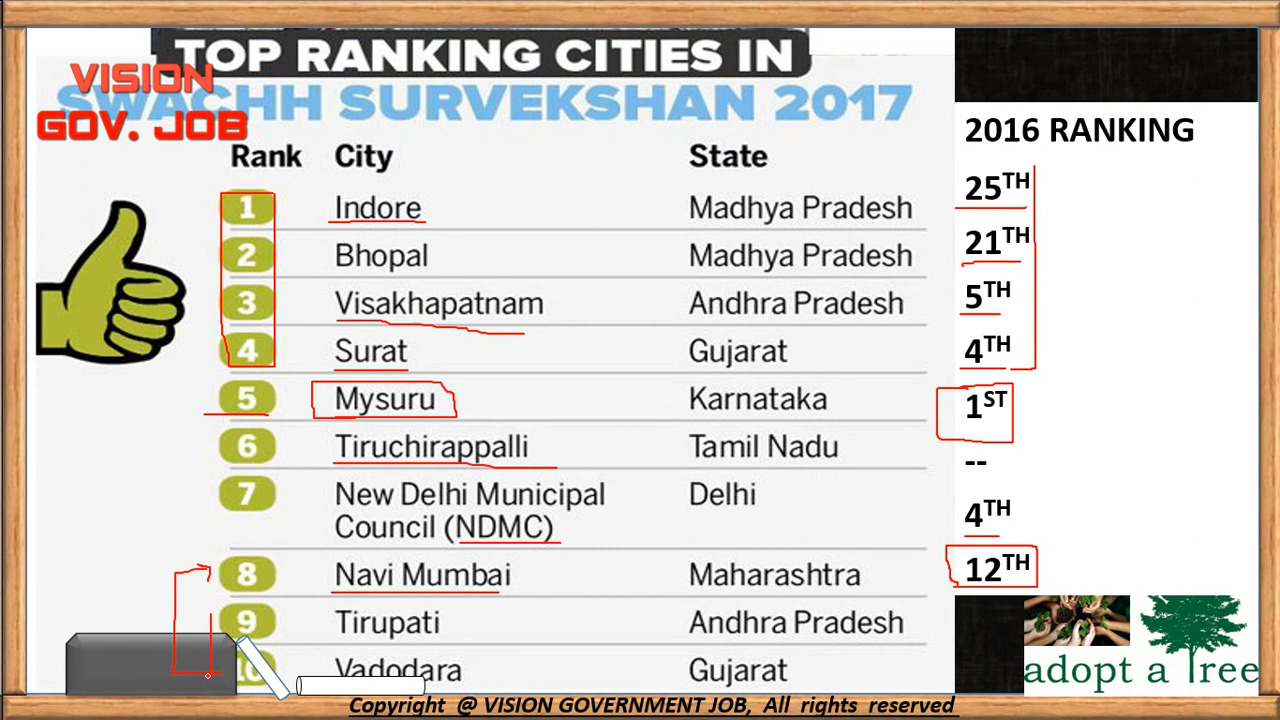 TOP RANKING CITIES IN
SWACHH SURVEKSHAN 2017
VISION
GOV. JOB
Rank City State 2016 RANKING
1 Indore Madhya Pradesh 25TH
2 Bhopal Madhya Pradesh 21TH
3 Visakhapatnam Andhra Pradesh 5TH
4 Surat Gujarat 4TH
5 Mysuru Karnataka 1ST
6 Tiruchirappalli Tamil Nadu --
7 New Delhi Municipal Delhi 4TH
Council (NDMC)
8 Navi Mumbai Maharashtra 12TH
9 Tirupati Andhra Pradesh
10 Vadodara Gujarat
adopt a Tree
Copyright @ VISION GOVERNMENT JOB, All rights reserved